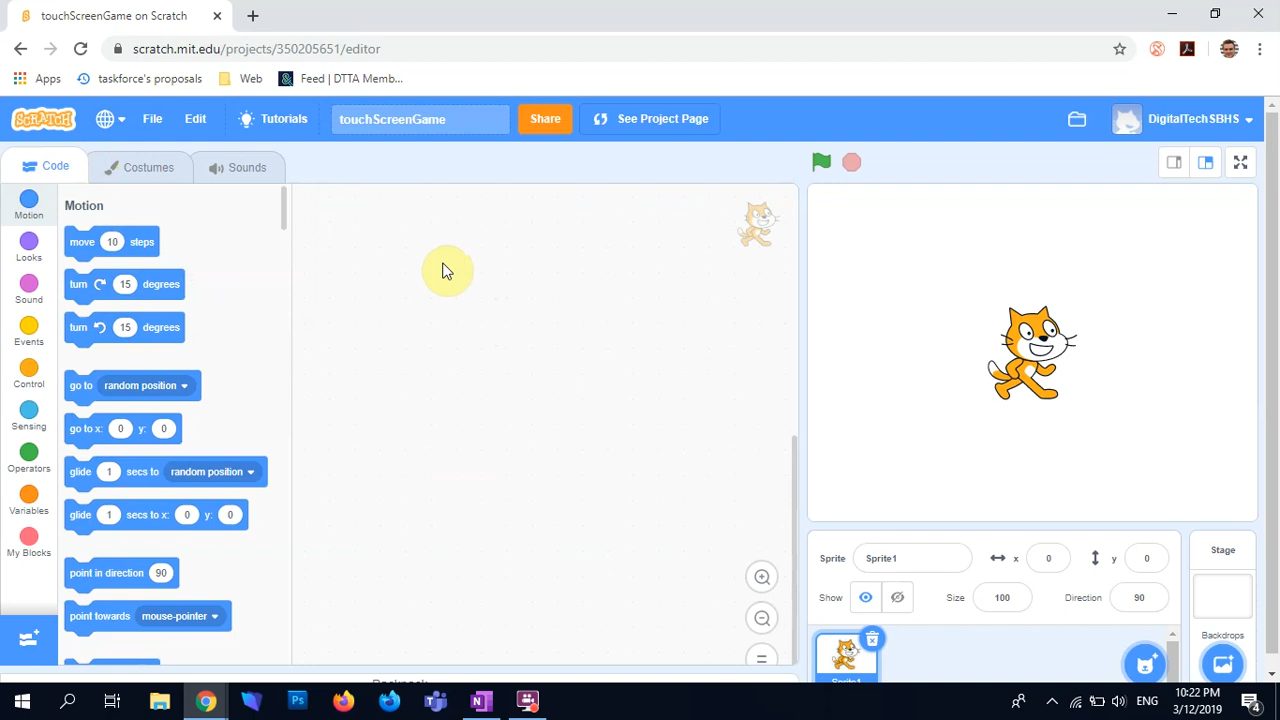 touchScreenGame on Scratch
scratch.mit.edu/projects/350205651/editor
Apps taskforce's proposals Web Feed | DTTA Memb...
SCRATCH File Edit Tutorials touchScreenGame Share See Project Page DigitalTechSBHS
Code Costumes Sounds
Motion
Looks
Sound
Events
Control
Sensing
Operators
Variables
My Blocks
Motion
move 10 steps
turn 15 degrees
turn 15 degrees
go to random position
go to x: 0 y: 0
glide 1 secs to random position
glide 1 secs to x: 0 y: 0
point in direction 90
point towards mouse-pointer
Sprite Sprite1 x 0 y 0
Show Size 100 Direction 90
Sprite1
Stage
Backdrops
Backpack
ENG
10:22 PM
3/12/2019
4